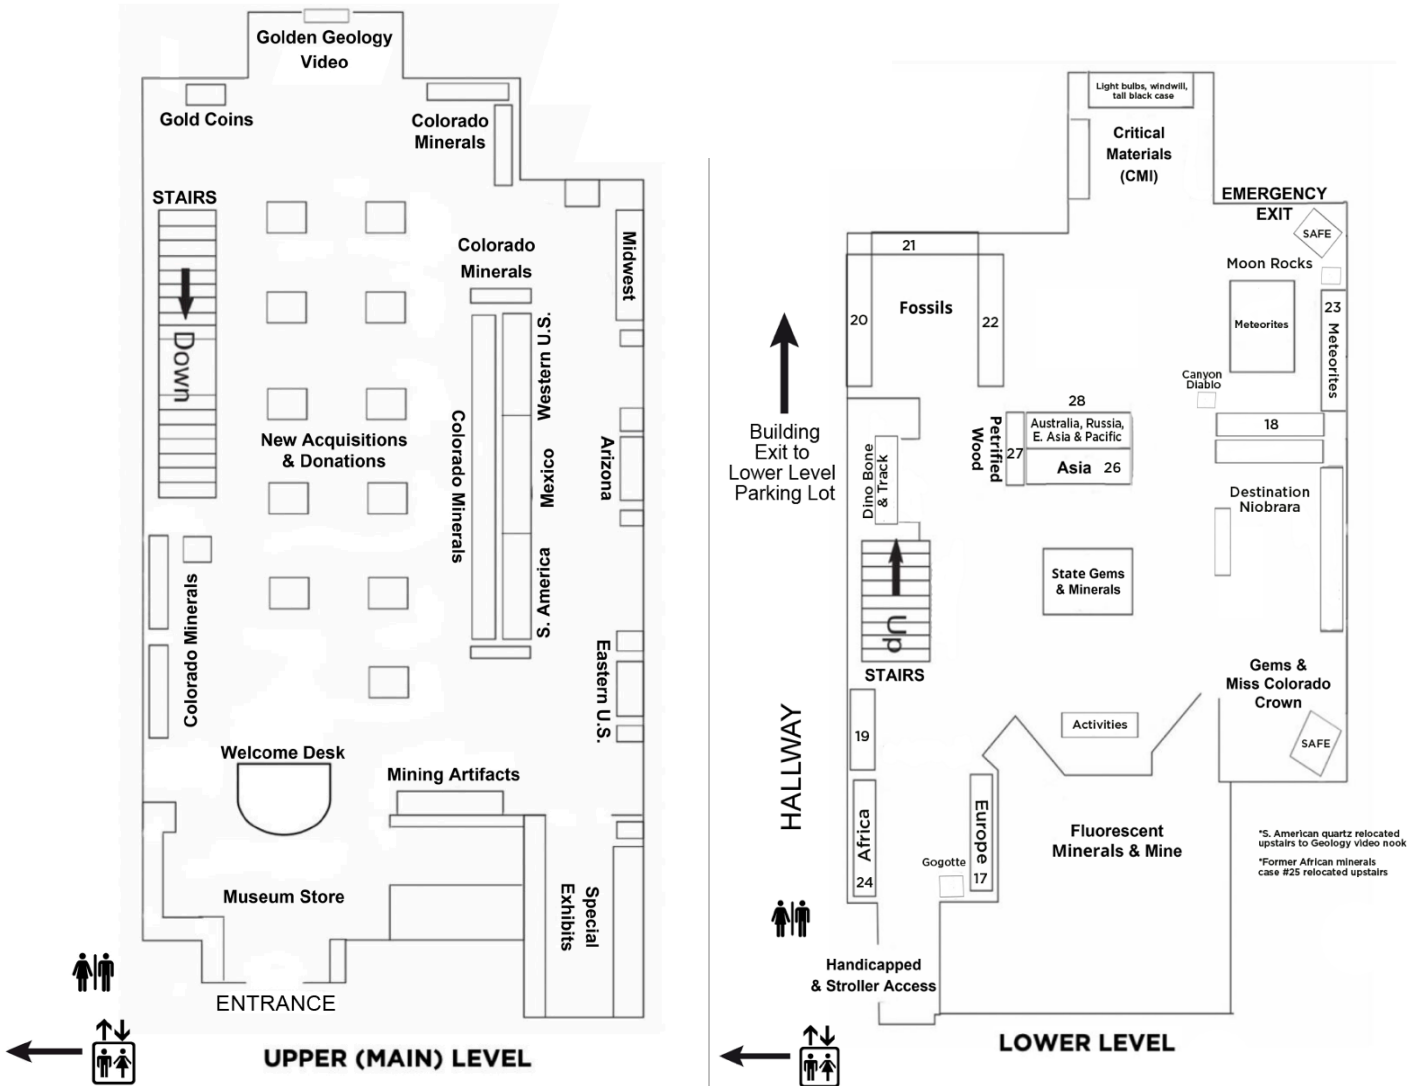 Golden Geology
Video
Gold Coins
Colorado
Minerals
STAIRS
Down
Colorado
Minerals
Midwest
Western U.S.
Mexico
S. America
Colorado Minerals
Arizona
New Acquisitions
& Donations
Colorado Minerals
Eastern U.S.
Welcome Desk
Mining Artifacts
Museum Store
Special
Exhibits
ENTRANCE
UPPER (MAIN) LEVEL
Light bulbs, windwill,
tall black case
Critical
Materials
(CMI)
EMERGENCY
EXIT
SAFE
Moon Rocks
21
20
Fossils
22
Meteorites
23
Meteorites
Canyon
Diablo
18
Building
Exit to
Lower Level
Parking Lot
28
Australia, Russia,
E. Asia & Pacific
Asia 26
27
Petrified
Wood
Dino Bone
& Track
Destination
Niobrara
State Gems
& Minerals
Up
STAIRS
Gems &
Miss Colorado
Crown
SAFE
Activities
HALLWAY
19
Africa
24
Europe
17
Gogotte
Fluorescent
Minerals & Mine
*S. American quartz relocated
upstairs to Geology video nook
*Former African minerals
case #25 relocated upstairs
Handicapped
& Stroller Access
LOWER LEVEL